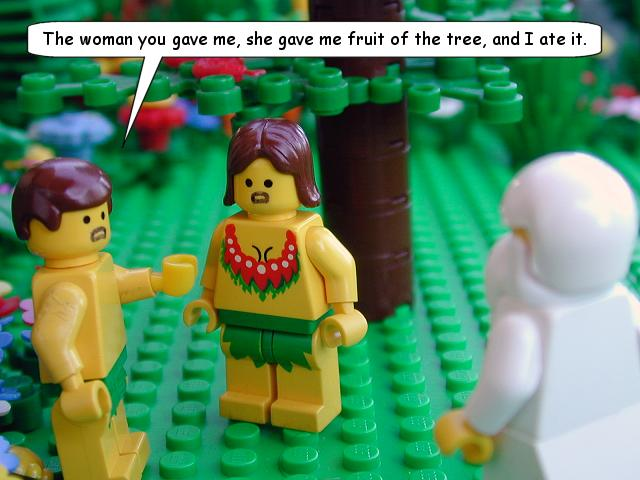 The woman you gave me, she gave me fruit of the tree, and I ate it.